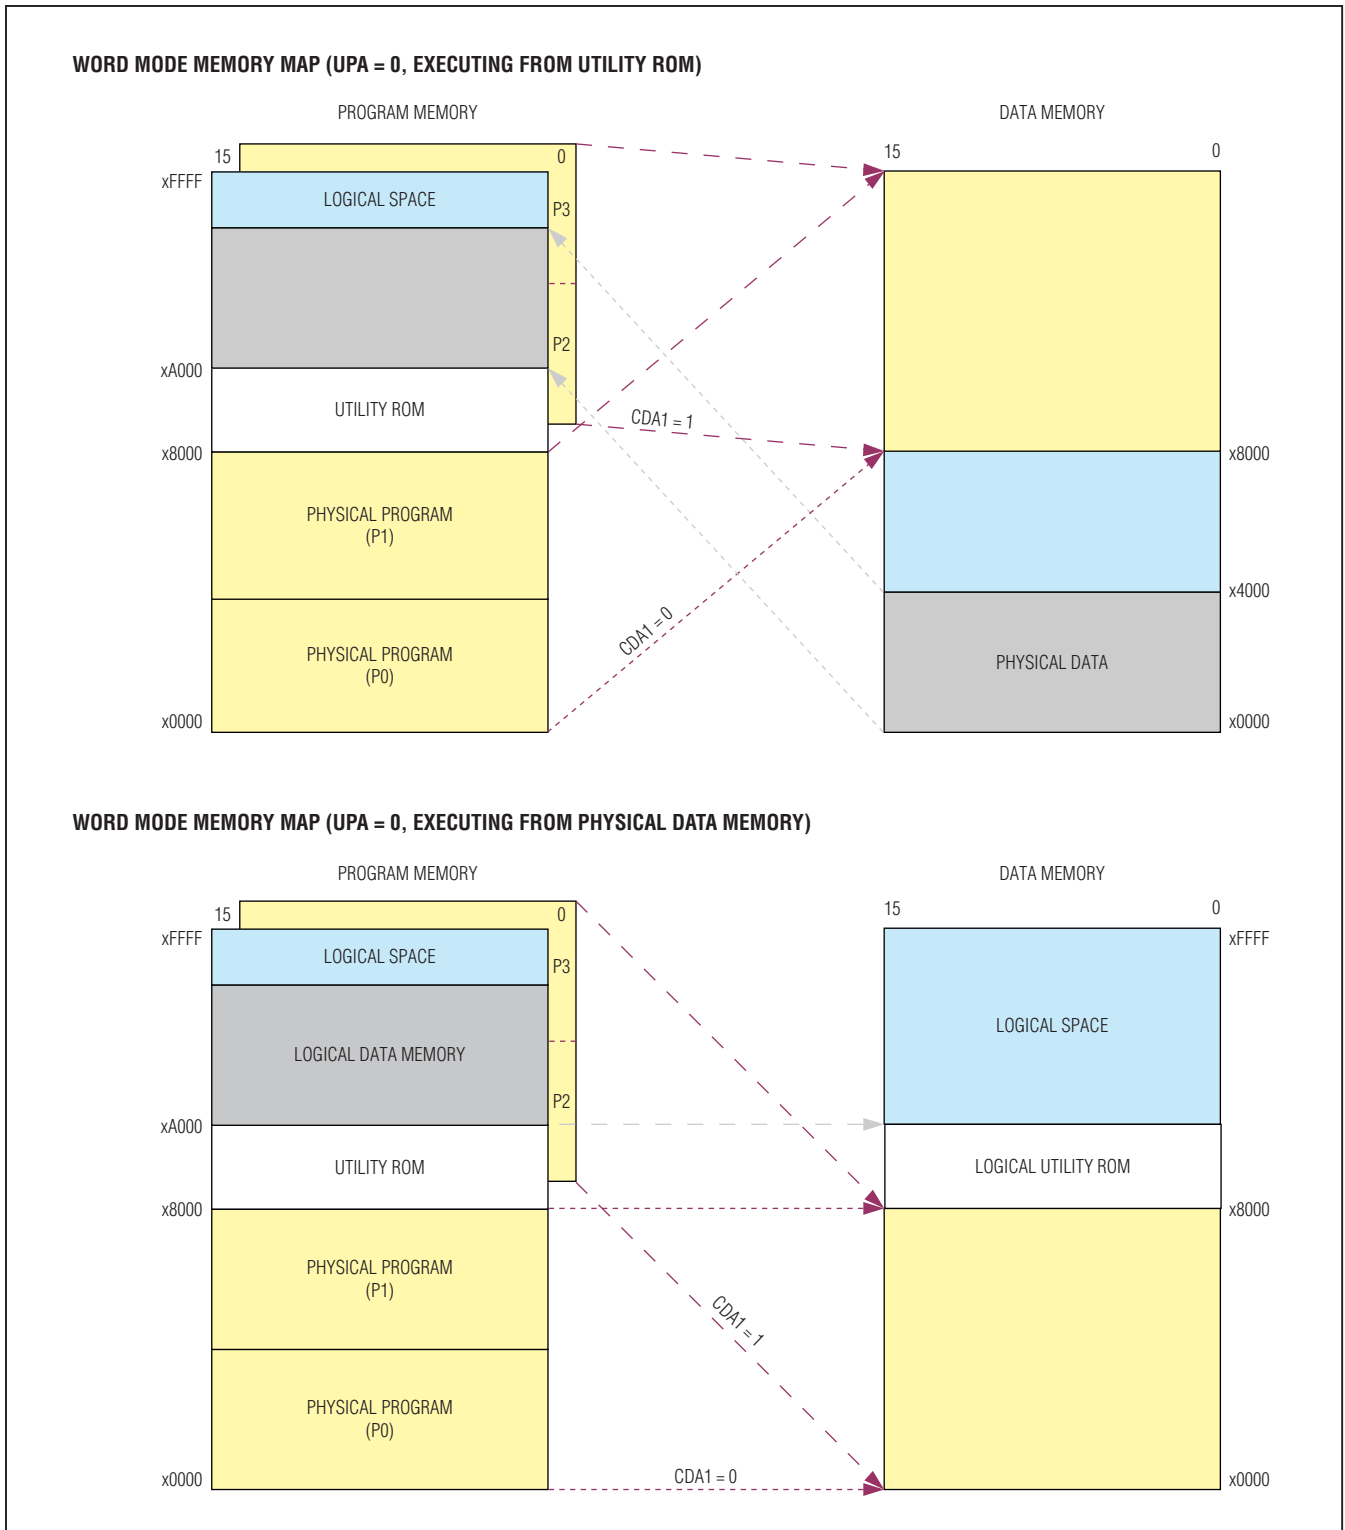 WORD MODE MEMORY MAP (UPA = 0, EXECUTING FROM UTILITY ROM)
PROGRAM MEMORY
DATA MEMORY
15
0
15
0
xFFFF
LOGICAL SPACE
P3
P2
xA000
UTILITY ROM
CDA1 = 1
x8000
x8000
PHYSICAL PROGRAM
(P1)
x4000
CDA1 = 0
PHYSICAL PROGRAM
(P0)
PHYSICAL DATA
x0000
x0000
WORD MODE MEMORY MAP (UPA = 0, EXECUTING FROM PHYSICAL DATA MEMORY)
PROGRAM MEMORY
DATA MEMORY
15
0
15
0
xFFFF
xFFFF
LOGICAL SPACE
P3
LOGICAL SPACE
LOGICAL DATA MEMORY
P2
xA000
UTILITY ROM
LOGICAL UTILITY ROM
x8000
x8000
PHYSICAL PROGRAM
(P1)
CDA1 = 1
PHYSICAL PROGRAM
(P0)
CDA1 = 0
x0000
x0000